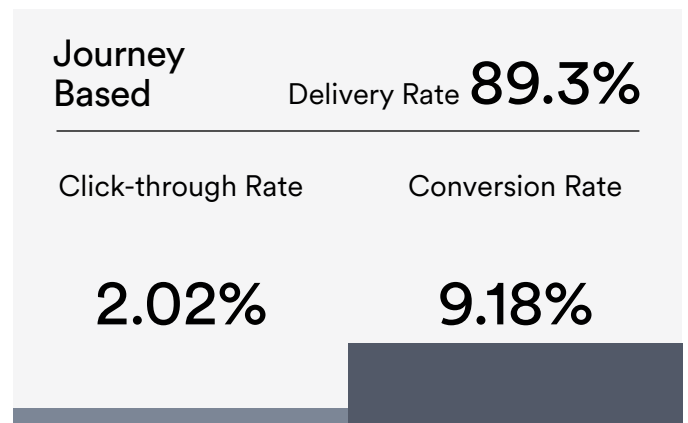 Journey
Based
Delivery Rate 89.3%
Click-through Rate
Conversion Rate
2.02%
9.18%